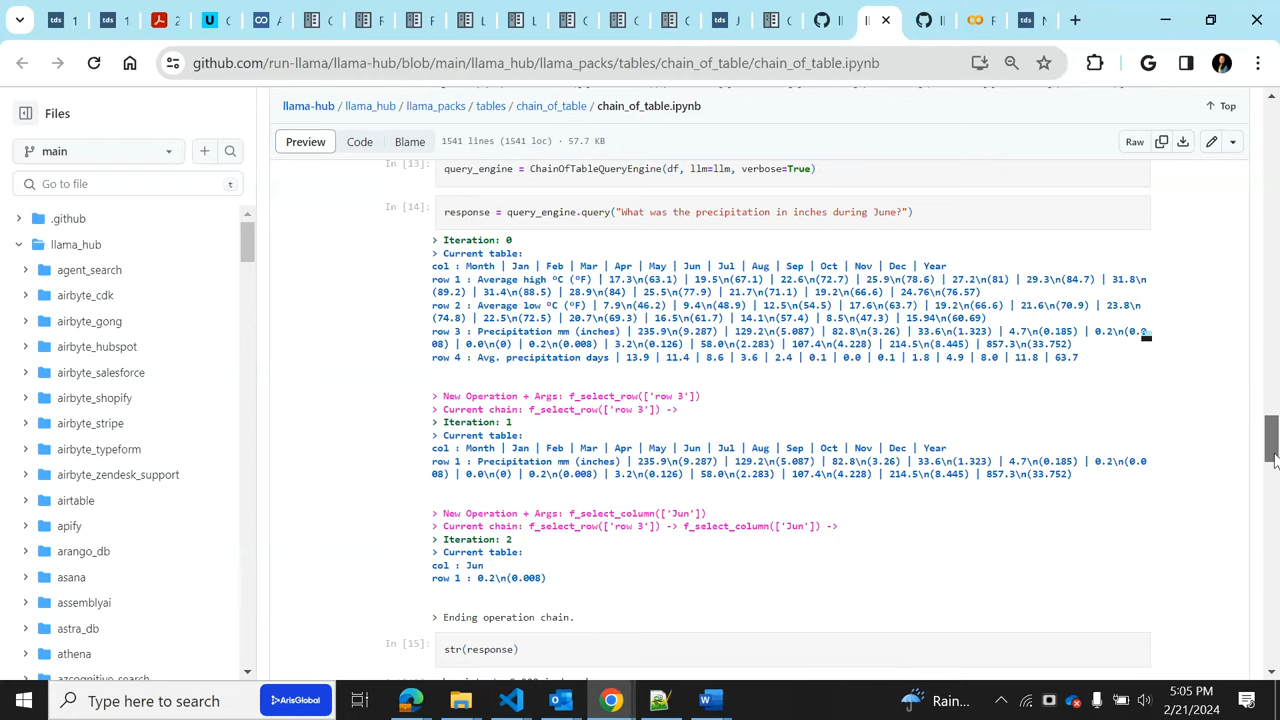 tds 1
tds 1
2
C
A
C
F
F
L
C
C
C
tds J
C
I
I
I
F
tds N
github.com/run-llama/llama-hub/blob/main/llama_hub/llama_packs/tables/chain_of_table/chain_of_table.ipynb
Files
llama-hub / llama_hub / llama_packs / tables / chain_of_table / chain_of_table.ipynb
Top
main
Preview Code Blame 1541 lines (1541 loc) · 57.7 KB
Raw
Go to file t
.github
llama_hub
agent_search
airbyte_cdk
airbyte_gong
airbyte_hubspot
airbyte_salesforce
airbyte_shopify
airbyte_stripe
airbyte_typeform
airbyte_zendesk_support
airtable
apify
arango_db
asana
assemblyai
astra_db
athena
azcognitive_search
In [13]: query_engine = ChainOfTableQueryEngine(df, llm=llm, verbose=True)
In [14]: response = query_engine.query("What was the precipitation in inches during June?")
> Iteration: 0
> Current table:
col : Month | Jan | Feb | Mar | Apr | May | Jun | Jul | Aug | Sep | Oct | Nov | Dec | Year
row 1 : Average high ºC (ºF) | 17.3\n(63.1) | 19.5\n(67.1) | 22.6\n(72.7) | 25.9\n(78.6) | 27.2\n(81) | 29.3\n(84.7) | 31.8\n
(89.2) | 31.4\n(88.5) | 28.9\n(84) | 25.5\n(77.9) | 21.7\n(71.1) | 19.2\n(66.6) | 24.76\n(76.57)
row 2 : Average low ºC (ºF) | 7.9\n(46.2) | 9.4\n(48.9) | 12.5\n(54.5) | 17.6\n(63.7) | 19.2\n(66.6) | 21.6\n(70.9) | 23.8\n
(74.8) | 22.5\n(72.5) | 20.7\n(69.3) | 16.5\n(61.7) | 14.1\n(57.4) | 8.5\n(47.3) | 15.94\n(60.69)
row 3 : Precipitation mm (inches) | 235.9\n(9.287) | 129.2\n(5.087) | 82.8\n(3.26) | 33.6\n(1.323) | 4.7\n(0.185) | 0.2\n(0.0
08) | 0.0\n(0) | 0.2\n(0.008) | 3.2\n(0.126) | 58.0\n(2.283) | 107.4\n(4.228) | 214.5\n(8.445) | 857.3\n(33.752)
row 4 : Avg. precipitation days | 13.9 | 11.4 | 8.6 | 3.6 | 2.4 | 0.1 | 0.0 | 0.1 | 1.8 | 4.9 | 8.0 | 11.8 | 63.7
> New Operation + Args: f_select_row(['row 3'])
> Current chain: f_select_row(['row 3']) ->
> Iteration: 1
> Current table:
col : Month | Jan | Feb | Mar | Apr | May | Jun | Jul | Aug | Sep | Oct | Nov | Dec | Year
row 1 : Precipitation mm (inches) | 235.9\n(9.287) | 129.2\n(5.087) | 82.8\n(3.26) | 33.6\n(1.323) | 4.7\n(0.185) | 0.2\n(0.0
08) | 0.0\n(0) | 0.2\n(0.008) | 3.2\n(0.126) | 58.0\n(2.283) | 107.4\n(4.228) | 214.5\n(8.445) | 857.3\n(33.752)
> New Operation + Args: f_select_column(['Jun'])
> Current chain: f_select_row(['row 3']) -> f_select_column(['Jun']) ->
> Iteration: 2
> Current table:
col : Jun
row 1 : 0.2\n(0.008)
> Ending operation chain.
In [15]: str(response)
Type here to search
ArisGlobal
Rain...
5:05 PM
2/21/2024